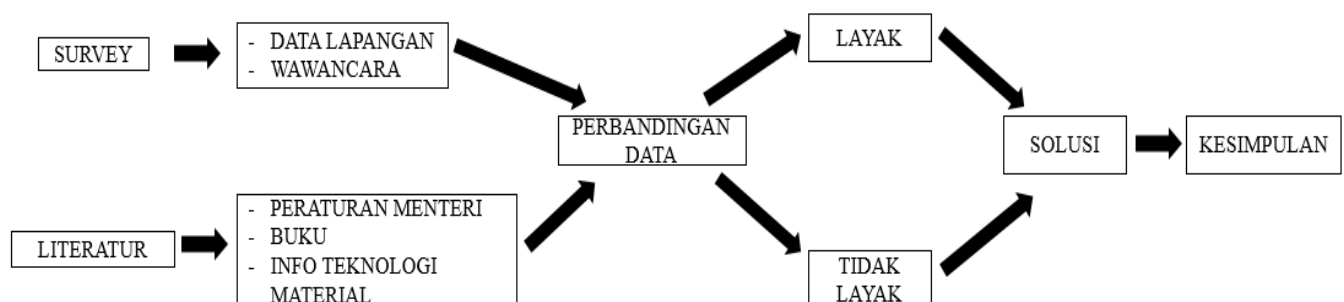 SURVEY
- DATA LAPANGAN
- WAWANCARA
LITERATUR
- PERATURAN MENTERI
- BUKU
- INFO TEKNOLOGI
MATERIAL
PERBANDINGAN
DATA
LAYAK
TIDAK
LAYAK
SOLUSI
KESIMPULAN